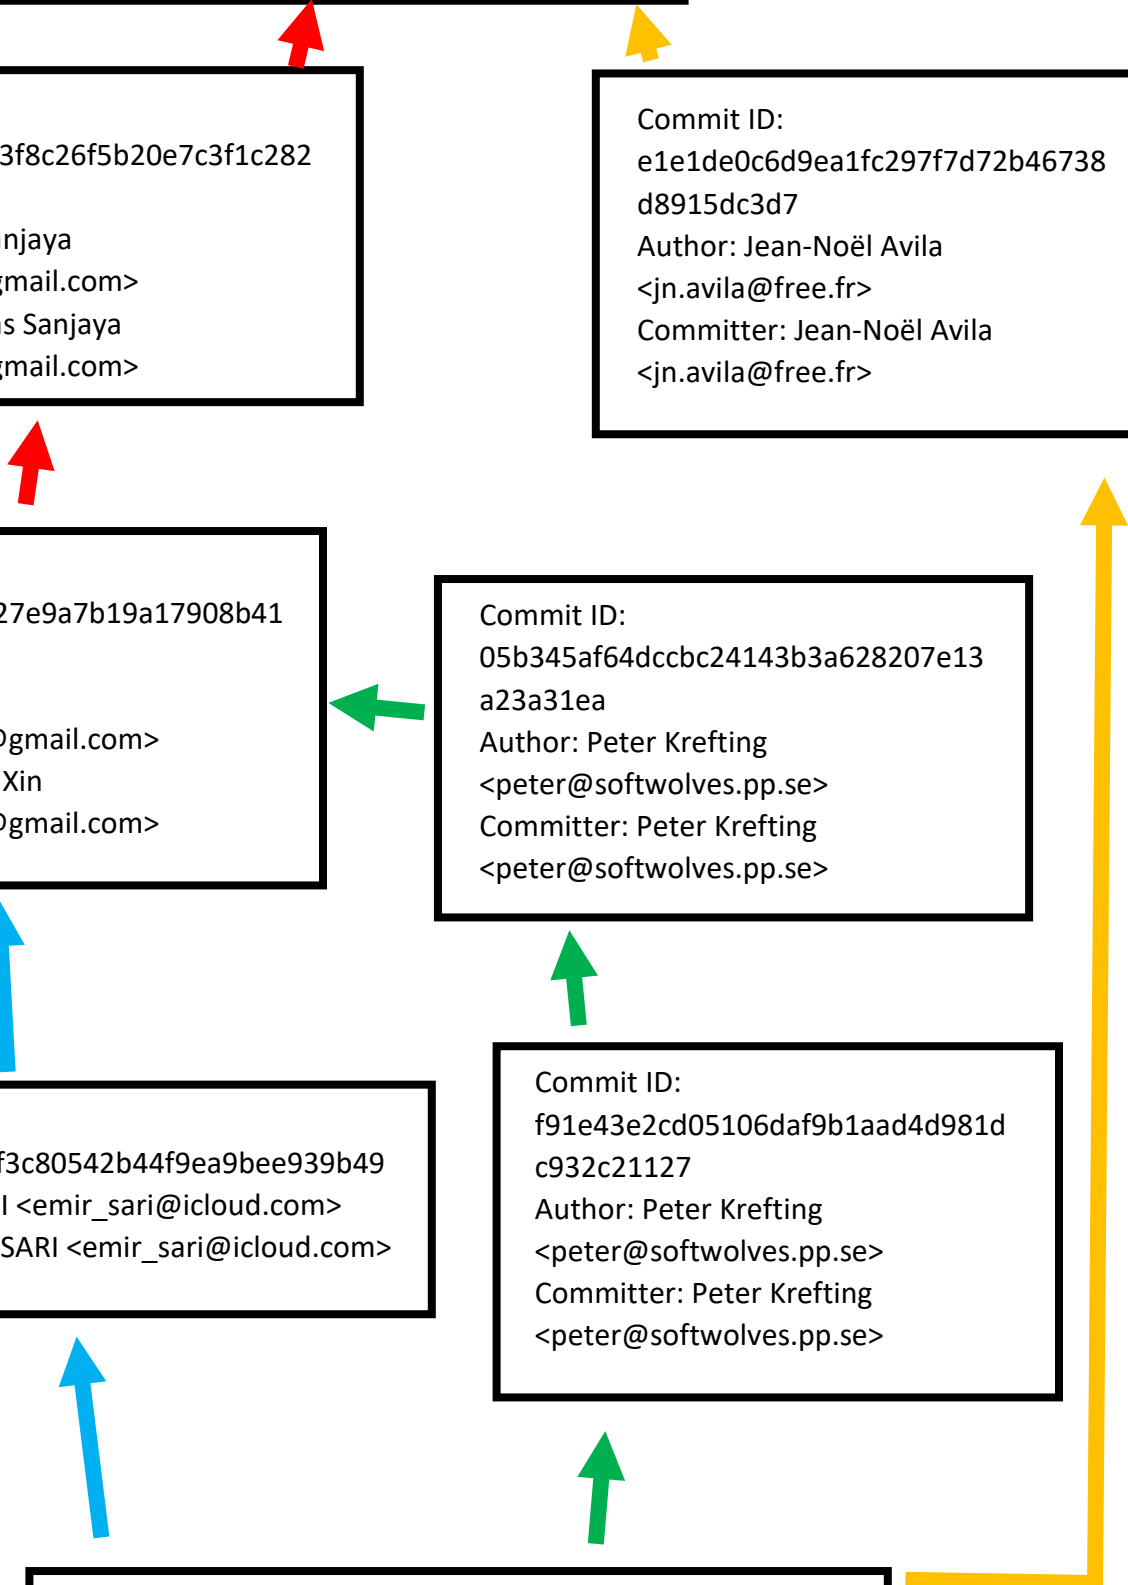 3f8c26f5b20e7c3f1c282
anjaya
gmail.com>
as Sanjaya
gmail.com>
Commit ID:
e1e1de0c6d9ea1fc297f7d72b46738
d8915dc3d7
Author: Jean-Noël Avila
<jn.avila@free.fr>
Committer: Jean-Noël Avila
<jn.avila@free.fr>
27e9a7b19a17908b41
@gmail.com>
Xin
@gmail.com>
Commit ID:
05b345af64dccbc24143b3a628207e13
a23a31ea
Author: Peter Krefting
<peter@softwolves.pp.se>
Committer: Peter Krefting
<peter@softwolves.pp.se>
f3c80542b44f9ea9bee939b49
I <emir_sari@icloud.com>
SARI <emir_sari@icloud.com>
Commit ID:
f91e43e2cd05106daf9b1aad4d981d
c932c21127
Author: Peter Krefting
<peter@softwolves.pp.se>
Committer: Peter Krefting
<peter@softwolves.pp.se>